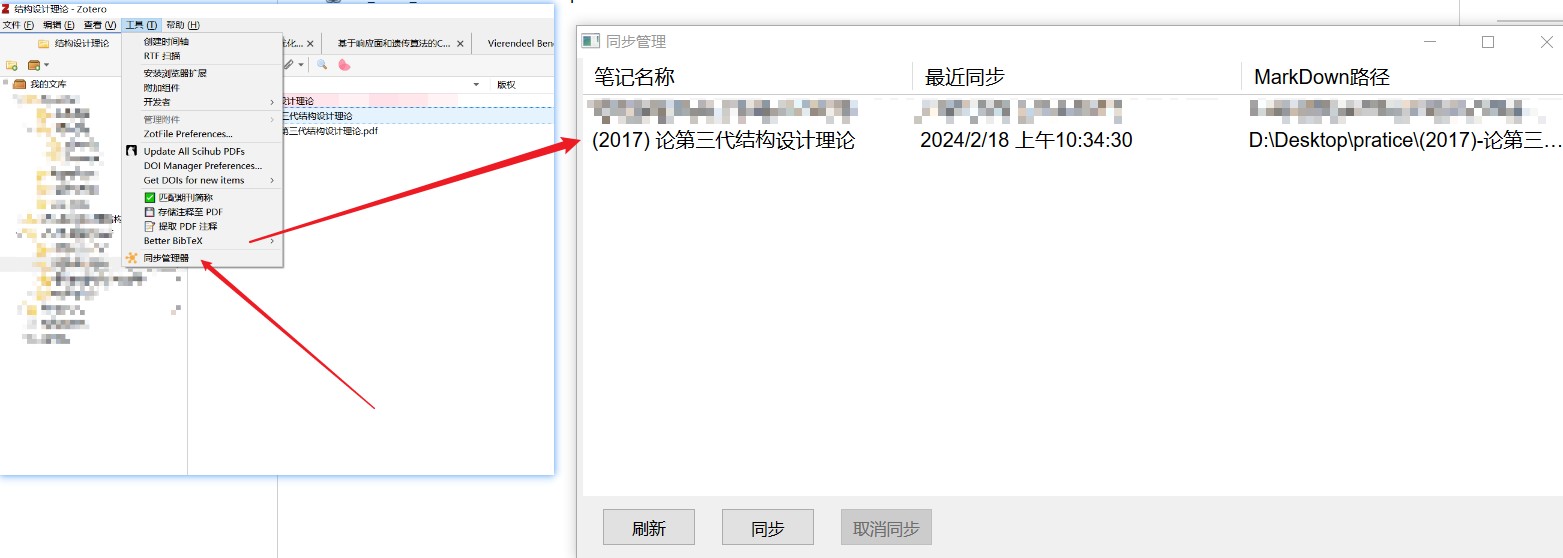 结构设计理论 - Zotero
文件 (F) 编辑 (E) 查看 (V) 工具 (T) 帮助 (H)
结构设计理论
优化...
基于响应面和遗传算法的C...
Vierendeel Ben
我的文库
创建时间轴
RTF 扫描
安装浏览器扩展
附加组件
开发者
管理附件
ZotFile Preferences...
Update All Scihub PDFs
DOI Manager Preferences...
Get DOIs for new items
匹配期刊简称
存储注释至 PDF
提取 PDF 注释
Better BibTeX
同步管理器
版权
设计理论
三代结构设计理论
第三代结构设计理论.pdf
同步管理
笔记名称 最近同步 MarkDown路径
(2017) 论第三代结构设计理论 2024/2/18 上午10:34:30 D:\Desktop\pratice\(2017)-论第三...
刷新 同步 取消同步